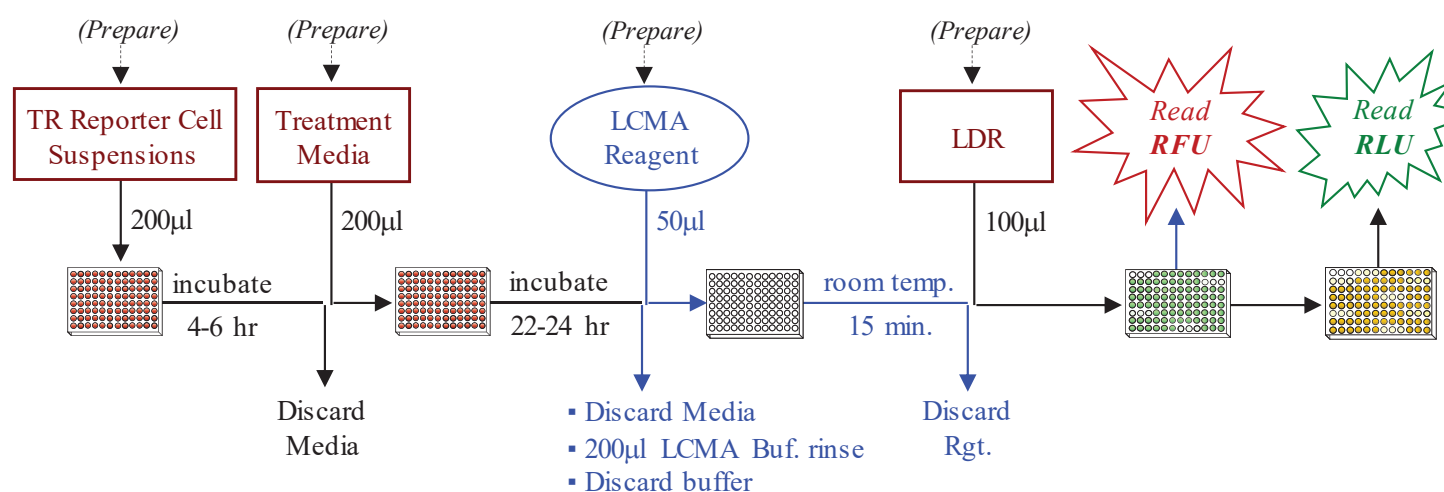 (Prepare)
(Prepare)
(Prepare)
(Prepare)
TR Reporter Cell
Suspensions
Treatment
Media
LCMA
Reagent
LDR
Read
RFU
Read
RLU
200µl
200µl
50µl
100µl
incubate
4-6 hr
incubate
22-24 hr
room temp.
15 min.
Discard
Media
▪ Discard Media
▪ 200µl LCMA Buf. rinse
▪ Discard buffer
Discard
Rgt.